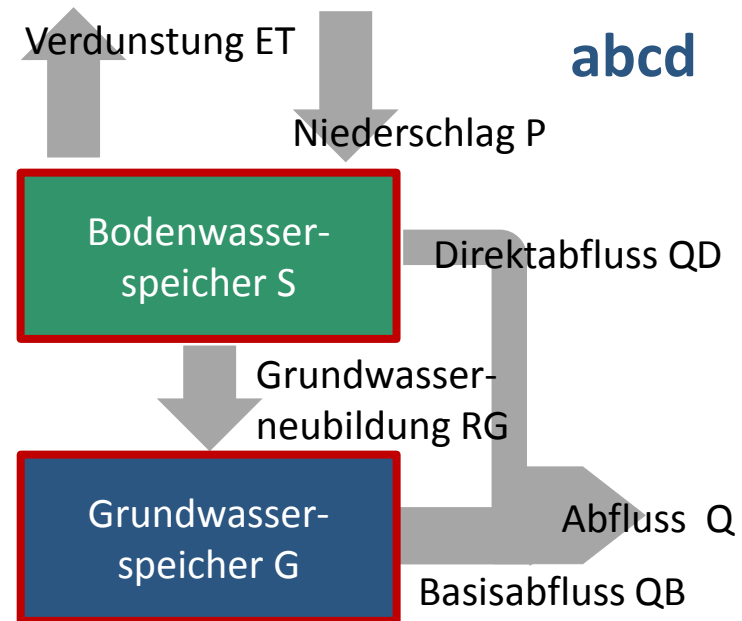 Verdunstung ET
abcd
Niederschlag P
Bodenwasser-
speicher S
Direktabfluss QD
Grundwasser-
neubildung RG
Grundwasser-
speicher G
Abfluss Q
Basisabfluss QB